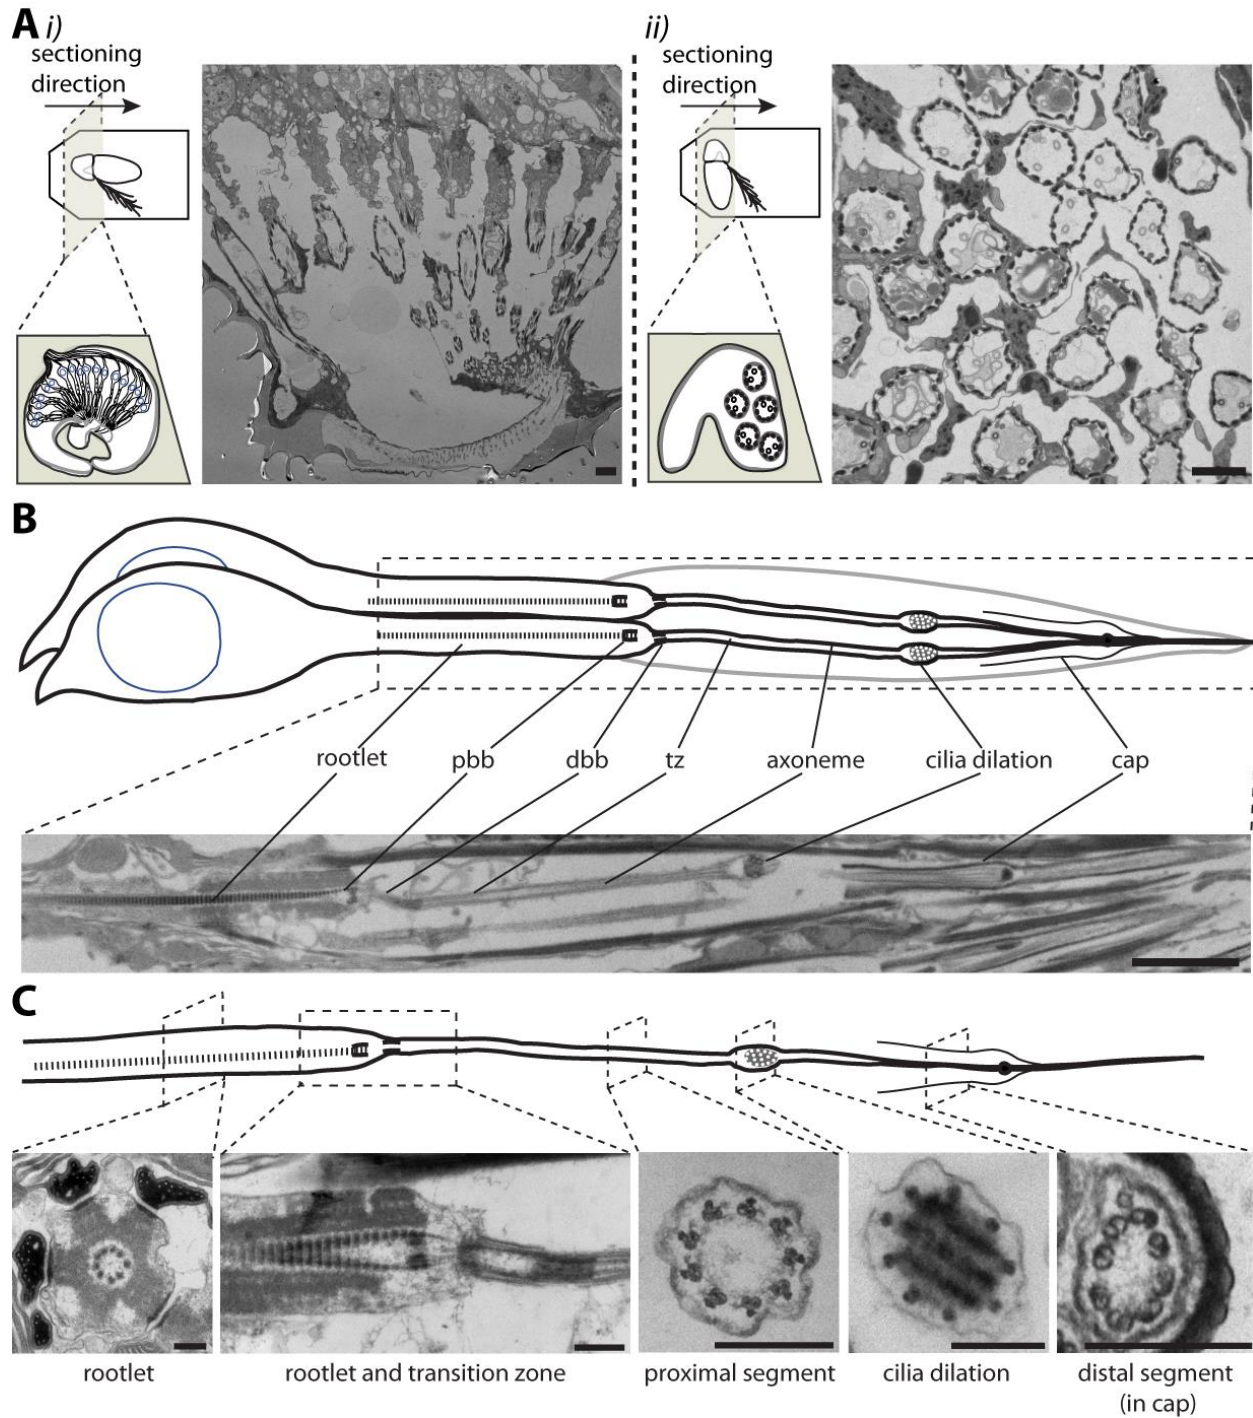 A i)
ii)
sectioning
direction
sectioning
direction
B
rootlet pbb dbb tz axoneme cilia dilation cap
C
rootlet
rootlet and transition zone
proximal segment
cilia dilation
distal segment
(in cap)